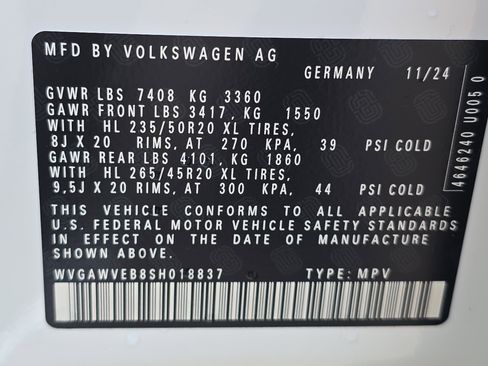 MFD BY VOLKSWAGEN AG
GERMANY 11/24
GVWR LBS 7408 KG 3360
GAWR FRONT LBS 3417, KG 1550
WITH HL 235/50R20 XL TIRES,
8J X 20 RIMS, AT 270 KPA, 39 PSI COLD
GAWR REAR LBS 4101, KG 1860
WITH HL 265/45R20 XL TIRES,
9,5J X 20 RIMS, AT 300 KPA, 44 PSI COLD
THIS VEHICLE CONFORMS TO ALL APPLICABLE
U.S. FEDERAL MOTOR VEHICLE SAFETY STANDARDS
IN EFFECT ON THE DATE OF MANUFACTURE
SHOWN ABOVE.
WVGAWVEB8SH018837 TYPE: MPV
4646240 U005 0